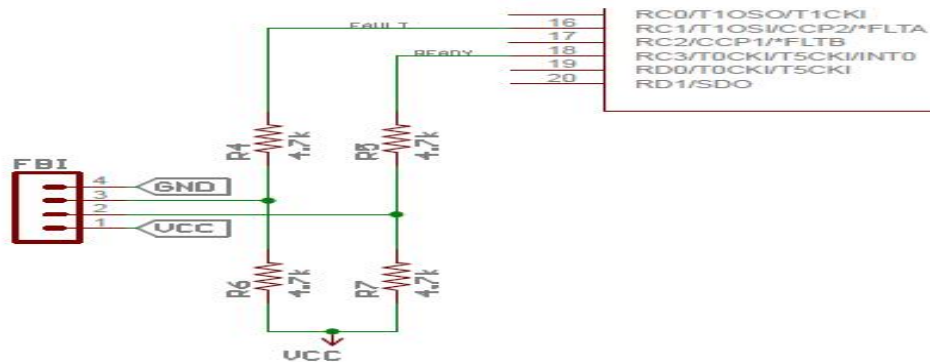 RC0/T1OSO/T1CKI
FAULT 16 RC1/T1OSI/CCP2/*FLTA
17 RC2/CCP1/*FLTB
READY 18 RC3/T0CKI/T5CKI/INT0
19 RD0/T0CKI/T5CKI
20 RD1/SDO
R4 4.7k R5 4.7k
FBI
4 GND
3
2
1 VCC
R6 4.7k R7 4.7k
VCC